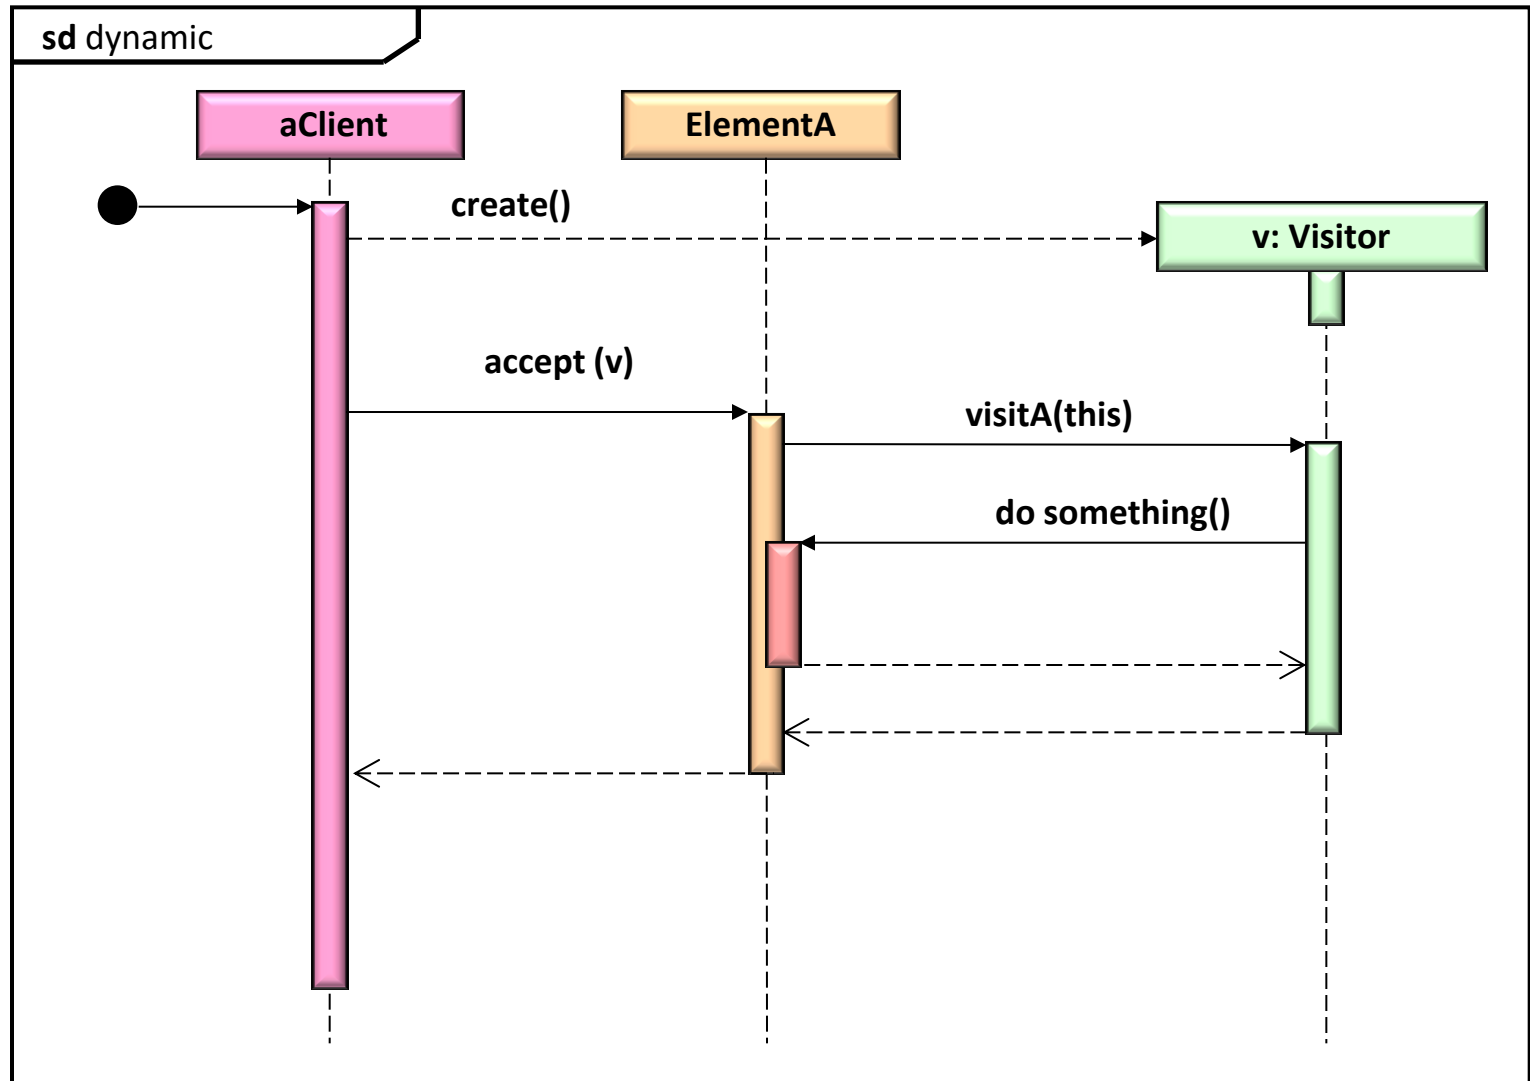 sd dynamic
aClient
ElementA
create()
v: Visitor
accept (v)
visitA(this)
do something()